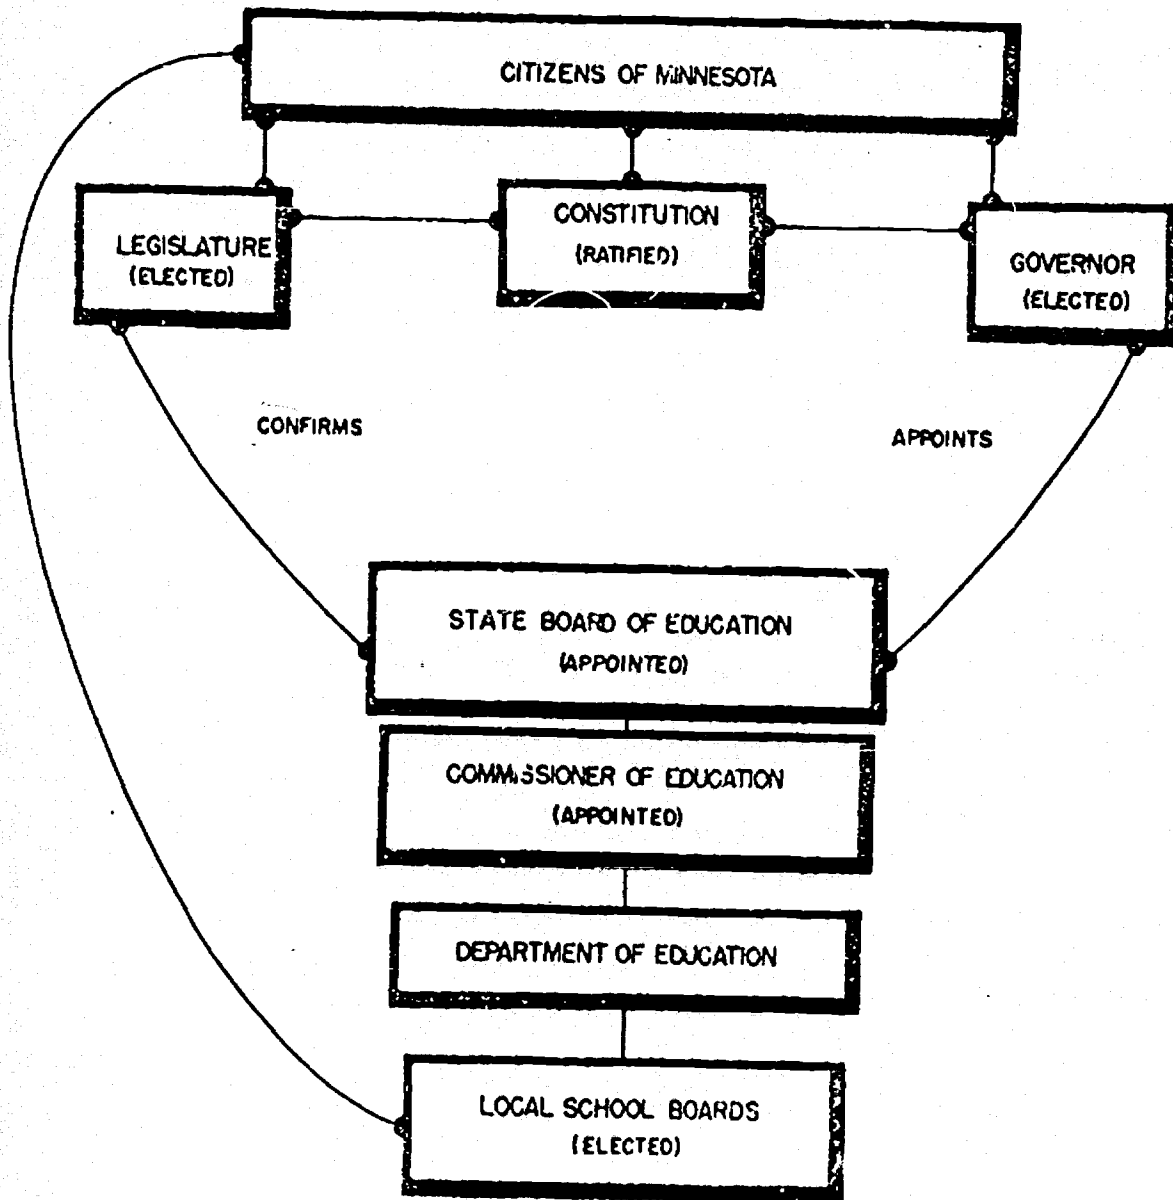 CITIZENS OF MINNESOTA
LEGISLATURE
(ELECTED)
CONSTITUTION
(RATIFIED)
GOVERNOR
(ELECTED)
CONFIRMS
APPOINTS
STATE BOARD OF EDUCATION
(APPOINTED)
COMMISSIONER OF EDUCATION
(APPOINTED)
DEPARTMENT OF EDUCATION
LOCAL SCHOOL BOARDS
(ELECTED)